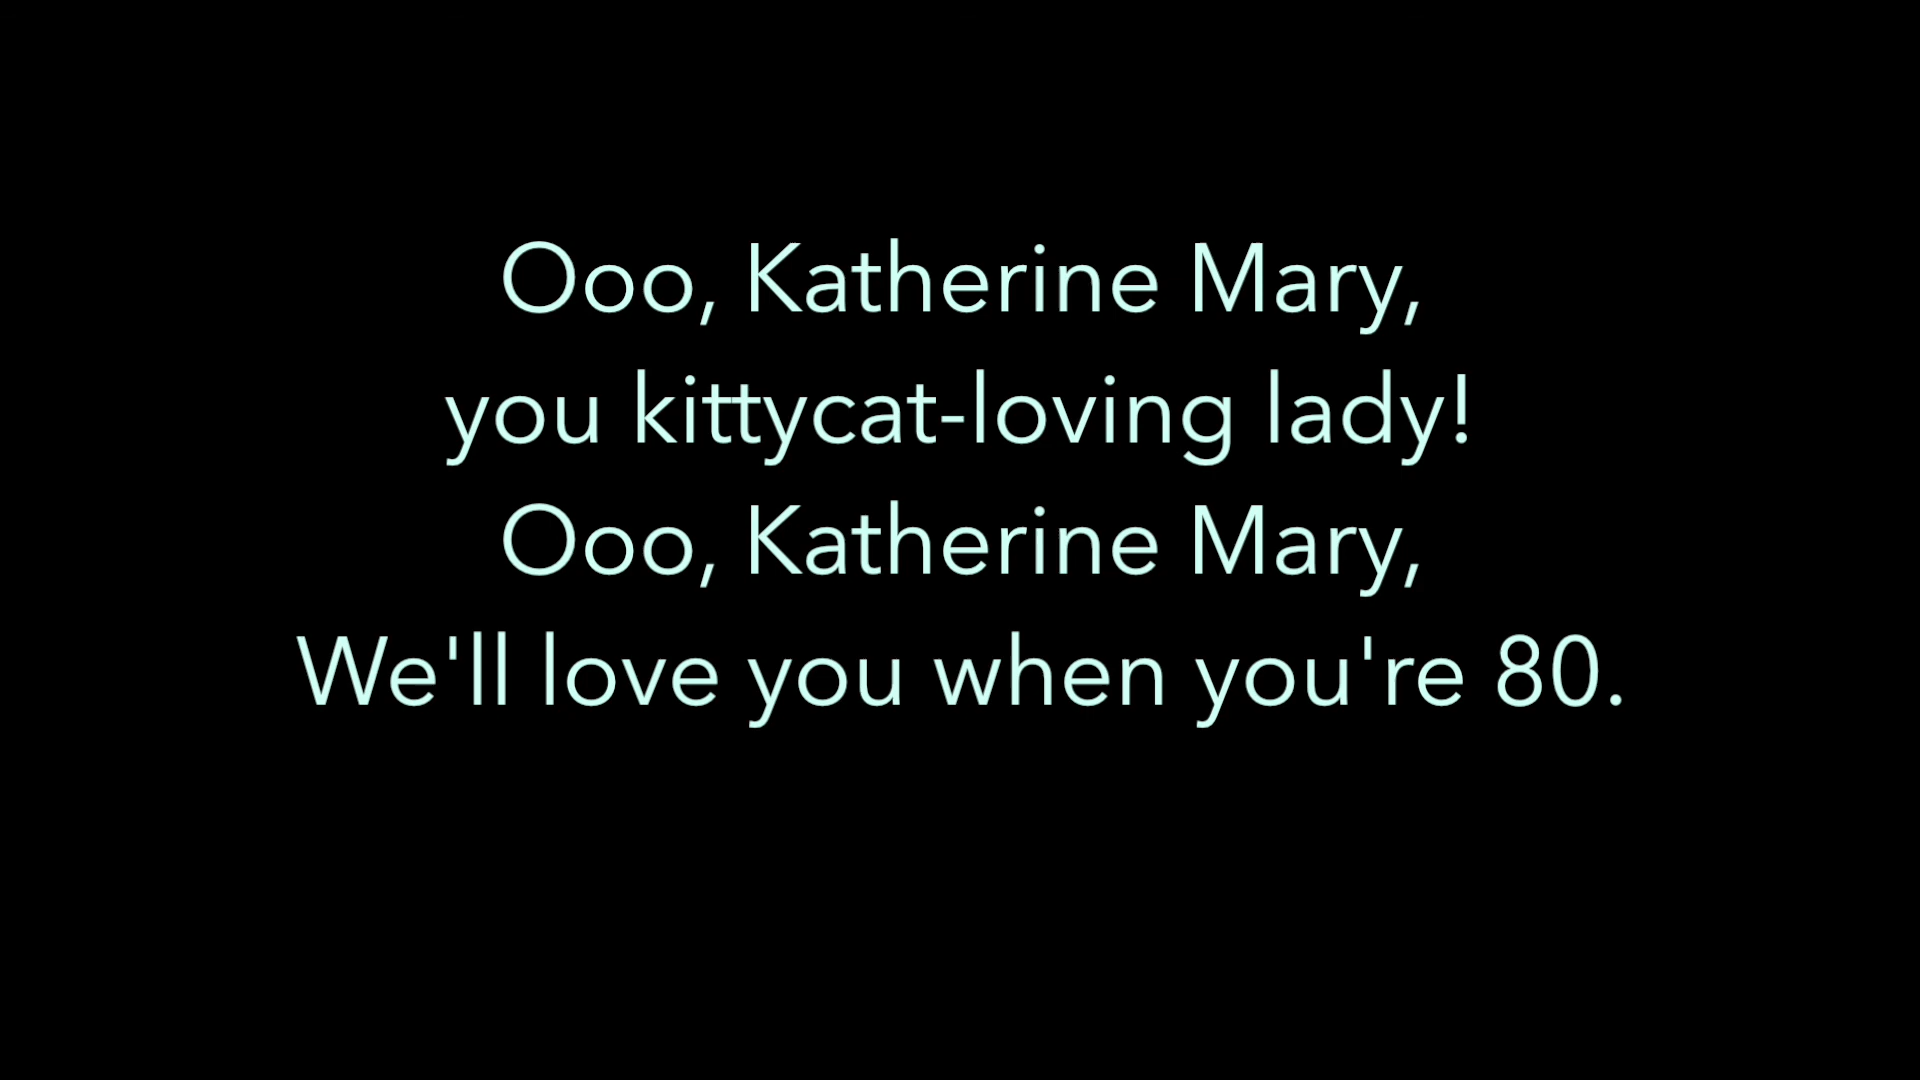 Ooo, Katherine Mary,
you kittycat-loving lady!
Ooo, Katherine Mary,
We'll love you when you're 80.